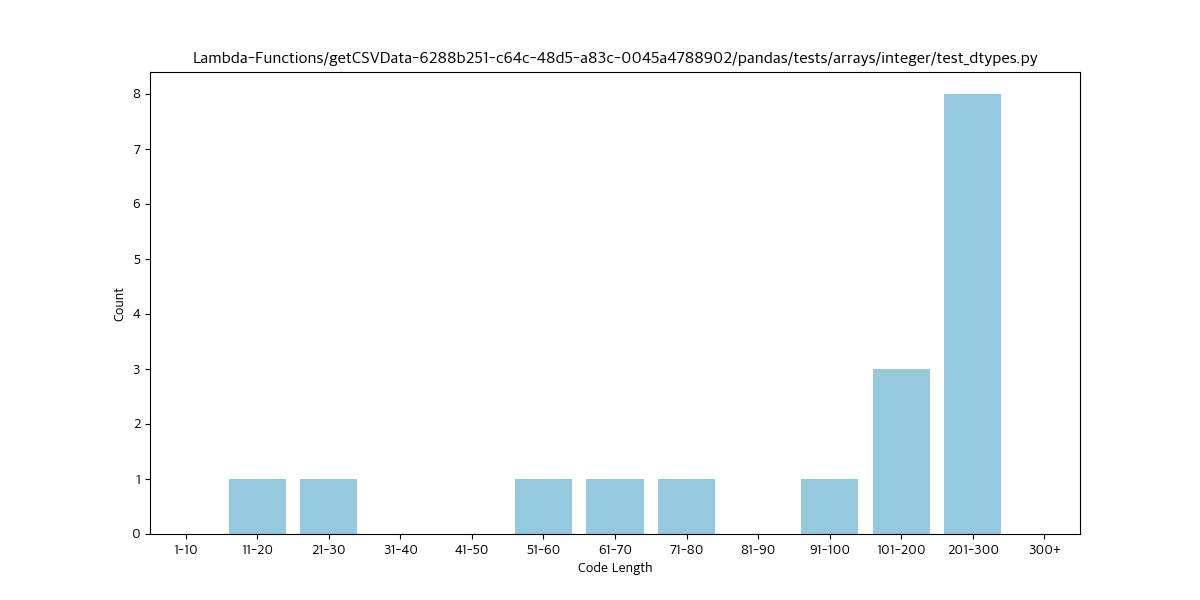 Lambda-Functions/getCSVData-6288b251-c64c-48d5-a83c-0045a4788902/pandas/tests/arrays/integer/test_dtypes.py
8
7
6
5
4
3
2
1
0
Count
1-10 11-20 21-30 31-40 41-50 51-60 61-70 71-80 81-90 91-100 101-200 201-300 300+
Code Length